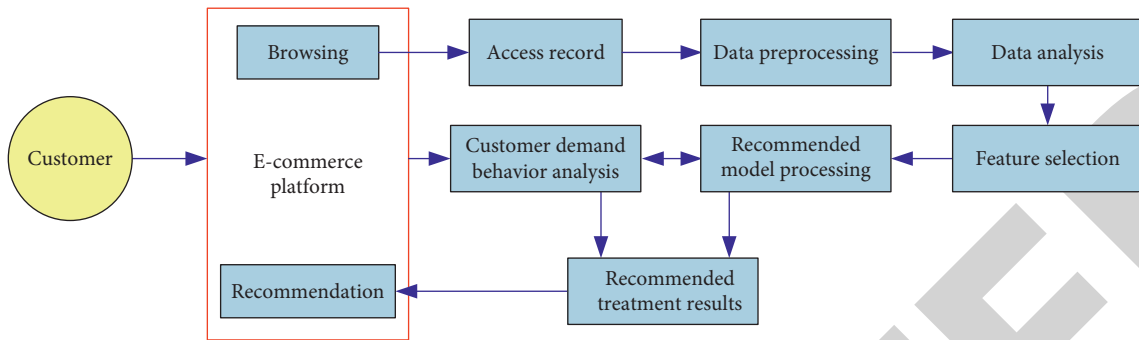 Browsing
Access record
Data preprocessing
Data analysis
Customer
E-commerce
platform
Customer demand
behavior analysis
Recommended
model processing
Feature selection
Recommendation
Recommended
treatment results